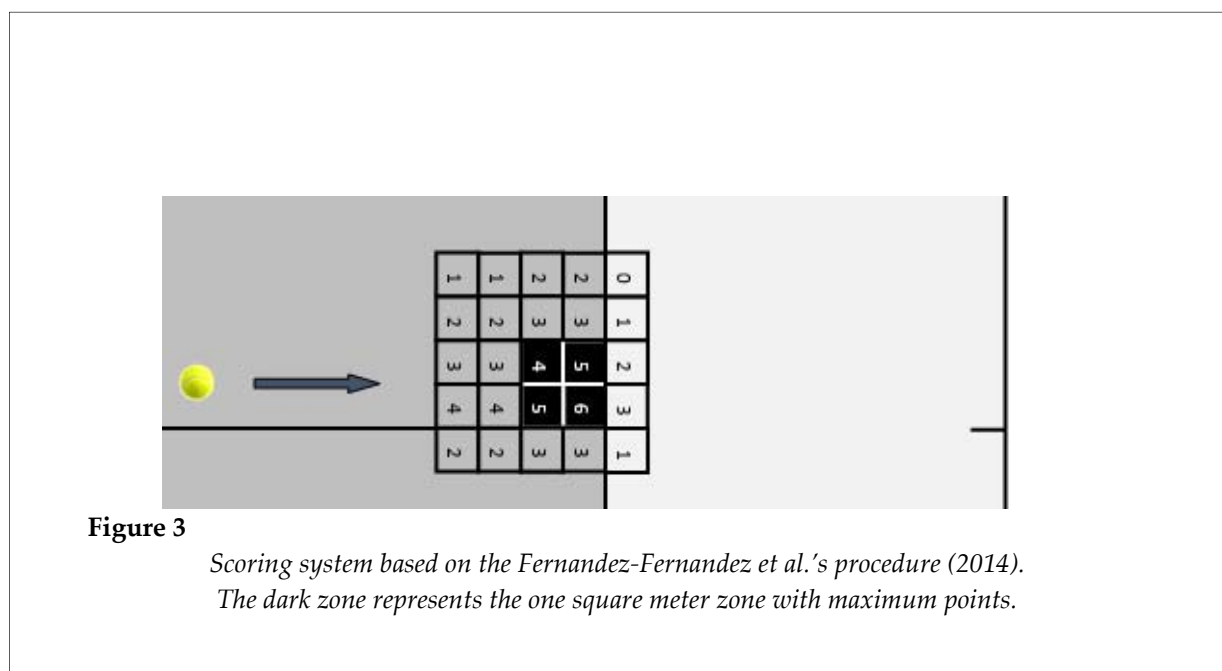 1 1 2 2 0
2 2 3 3 1
3 3 4 5 2
4 4 5 6 3
2 2 3 3 1
Figure 3
Scoring system based on the Fernandez-Fernandez et al.'s procedure (2014).
The dark zone represents the one square meter zone with maximum points.